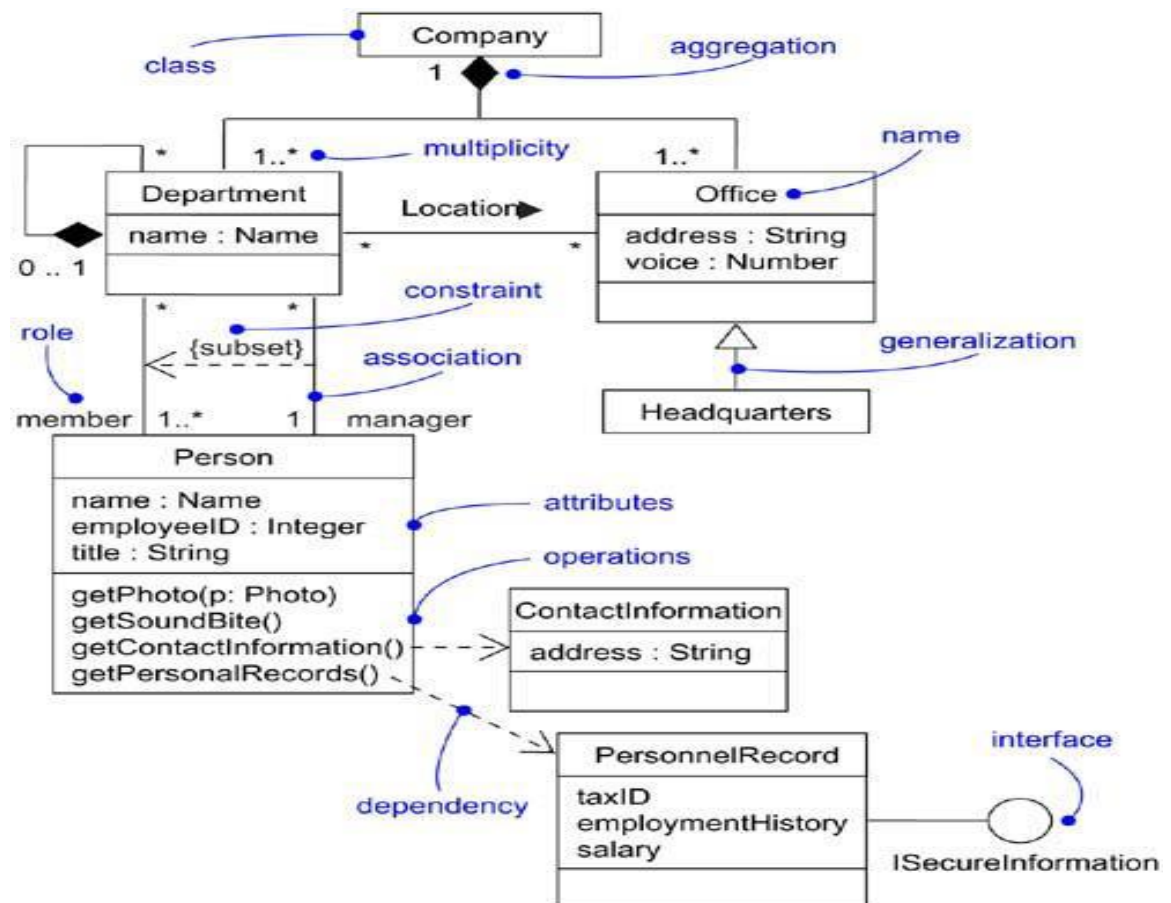 Company
class
1
aggregation
name
*
1..*
multiplicity
1..*
Department
name : Name
0 .. 1
Location
*
*
Office
address : String
voice : Number
*
*
constraint
role
{subset}
association
generalization
Headquarters
member
1..*
1
manager
Person
name : Name
employeeID : Integer
title : String
attributes
operations
getPhoto(p: Photo)
getSoundBite()
getContactInformation()
getPersonalRecords()
ContactInformation
address : String
dependency
PersonnelRecord
taxID
employmentHistory
salary
interface
ISecureInformation